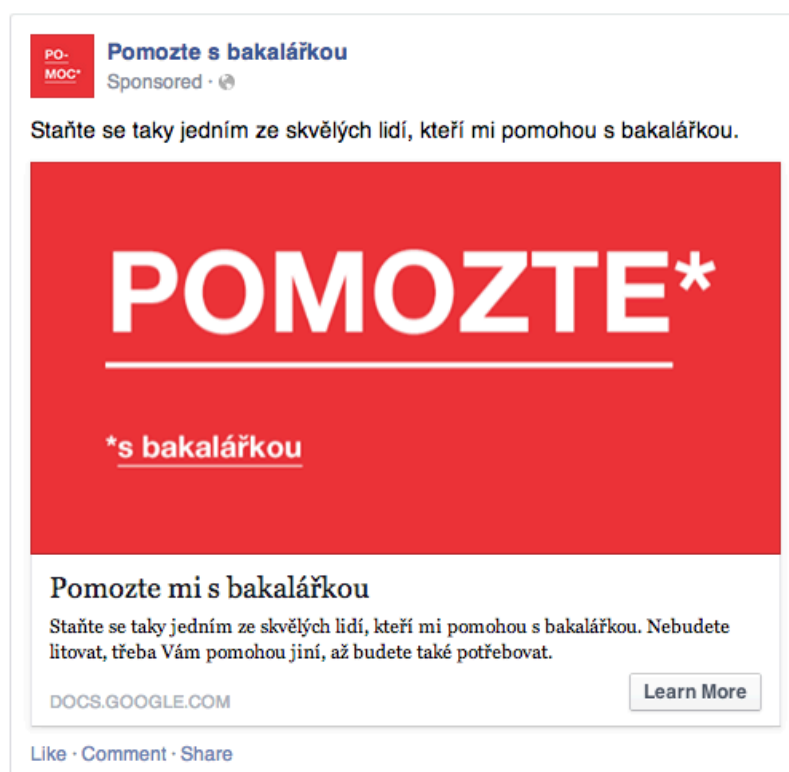 PO-
MOC*
Pomozte s bakalářkou
Sponsored ·
Staňte se taky jedním ze skvělých lidí, kteří mi pomohou s bakalářkou.
POMOZTE*
*s bakalářkou
Pomozte mi s bakalářkou
Staňte se taky jedním ze skvělých lidí, kteří mi pomohou s bakalářkou. Nebudete
litovat, třeba Vám pomohou jiní, až budete také potřebovat.
DOCS.GOOGLE.COM
Learn More
Like · Comment · Share